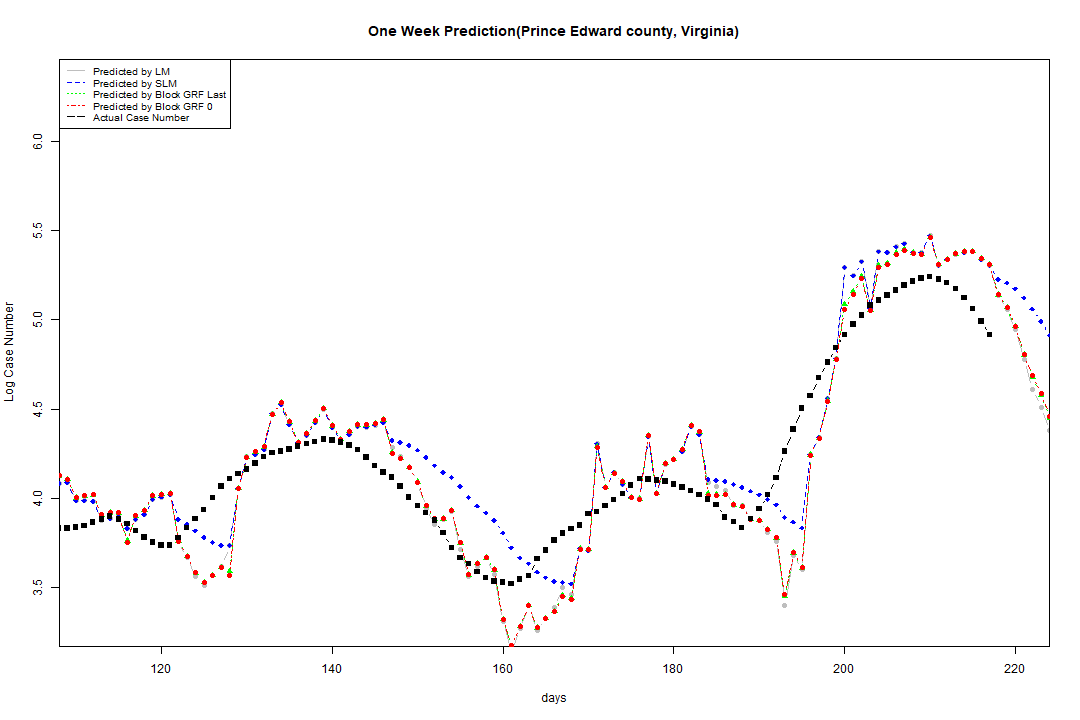 One Week Prediction(Prince Edward county, Virginia)
Predicted by LM
Predicted by SLM
Predicted by Block GRF Last
Predicted by Block GRF 0
Actual Case Number
6.0
5.5
5.0
4.5
4.0
3.5
Log Case Number
120 140 160 180 200 220
days